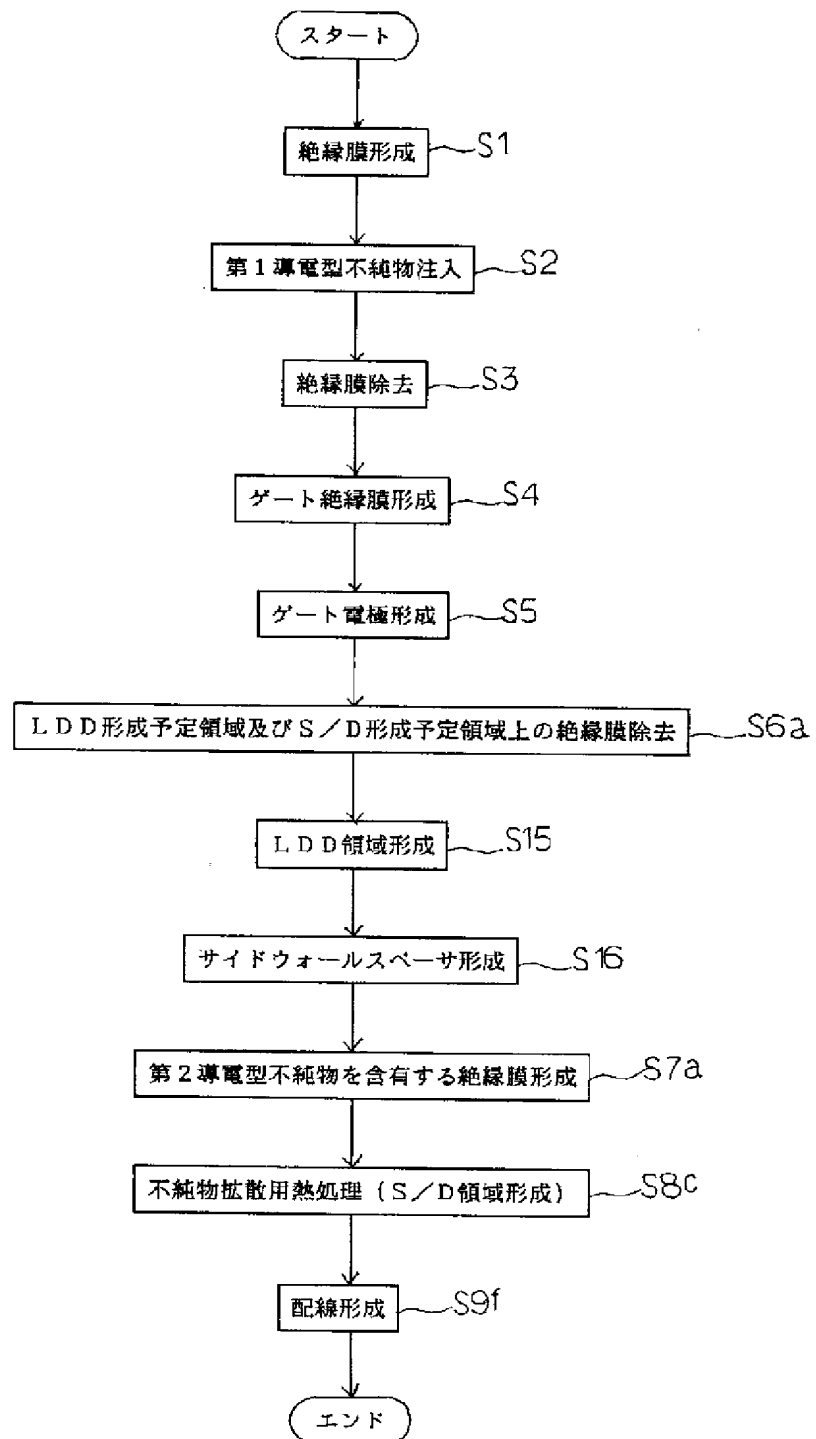 スタート
絶縁膜形成 S1
第1導電型不純物注入 S2
絶縁膜除去 S3
ゲート絶縁膜形成 S4
ゲート電極形成 S5
LDD形成予定領域及びS/D形成予定領域上の絶縁膜除去 S6a
LDD領域形成 S15
サイドウォールスペーサ形成 S16
第2導電型不純物を含有する絶縁膜形成 S7a
不純物拡散用熱処理(S/D領域形成) S8c
配線形成 S9f
エンド